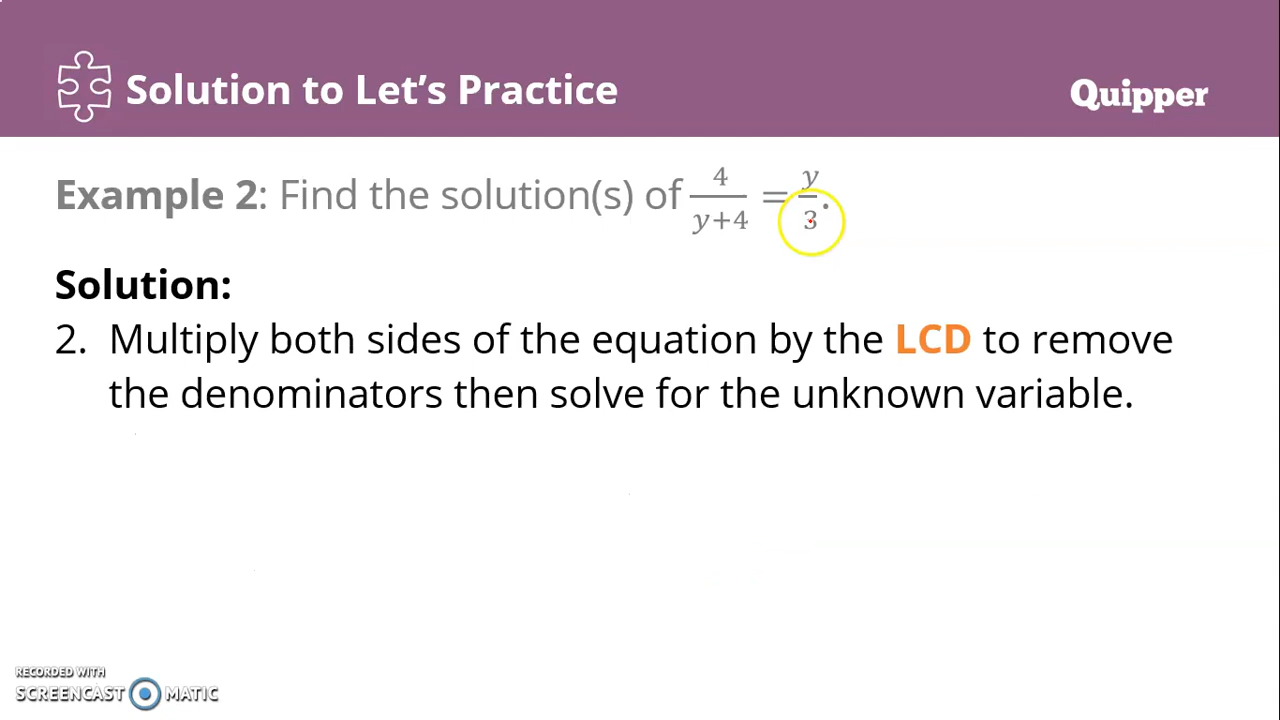 Solution to Let's Practice
Quipper
Example 2: Find the solution(s) of 4/(y+4) = y/3.
Solution:
2. Multiply both sides of the equation by the LCD to remove
the denominators then solve for the unknown variable.
RECORDED WITH
SCREENCAST MATIC